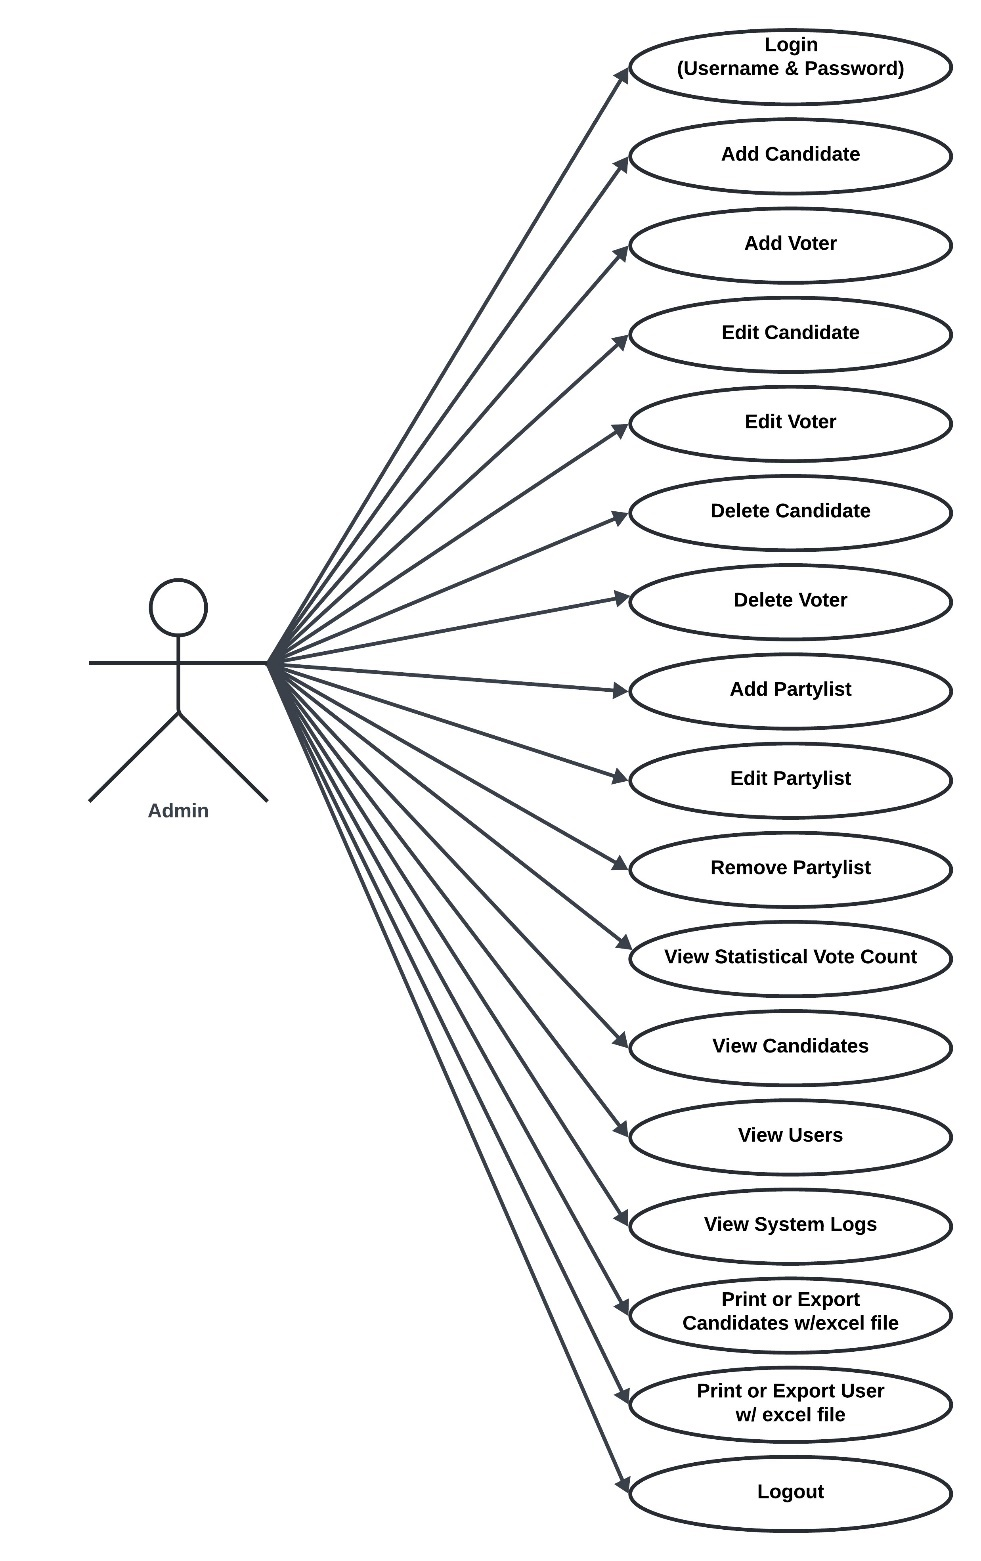 Login
(Username & Password)
Add Candidate
Add Voter
Edit Candidate
Edit Voter
Delete Candidate
Delete Voter
Add Partylist
Edit Partylist
Admin
Remove Partylist
View Statistical Vote Count
View Candidates
View Users
View System Logs
Print or Export
Candidates w/excel file
Print or Export User
w/ excel file
Logout